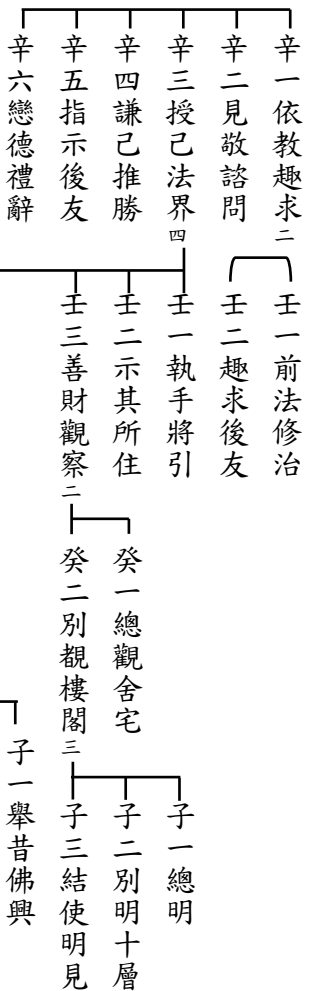 辛一依教趣求二
辛二見敬諮問
辛三授己法界四
辛四謙己推勝
辛五指示後友
辛六戀德禮辭
壬一前法修治
壬二趣求後友
壬一執手將引
壬二示其所住
壬三善財觀察二
癸一總觀舍宅
癸二別覩樓閣三
子一總明
子二別明十層
子三結使明見
子一舉昔佛興